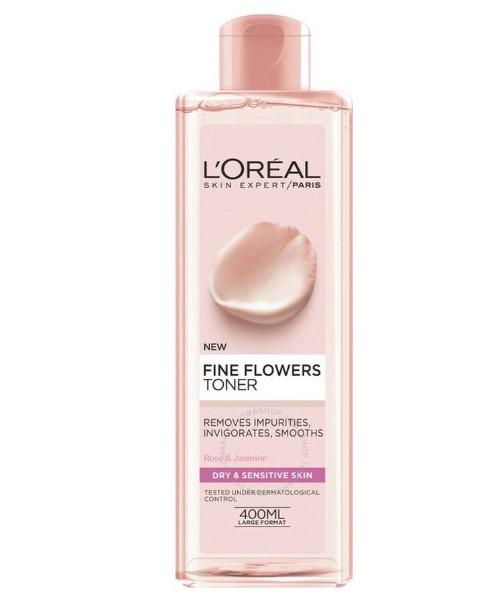 L'ORÉAL
SKIN EXPERT/PARIS
NEW
FINE FLOWERS
TONER
REMOVES IMPURITIES,
INVIGORATES, SMOOTHS
Rose & Jasmine
DRY & SENSITIVE SKIN
TESTED UNDER DERMATOLOGICAL
CONTROL
400ML
LARGE FORMAT